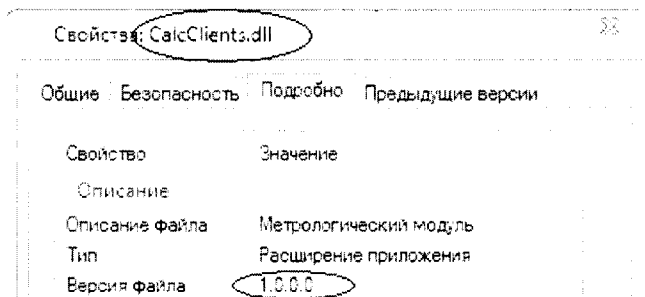 Свойства: CalcClients.dll
Общие Безопасность Подробно Предыдущие версии
Свойство Значение
Описание
Описание файла Метрологический модуль
Тип Расширение приложения
Версия файла 1.0.0.0